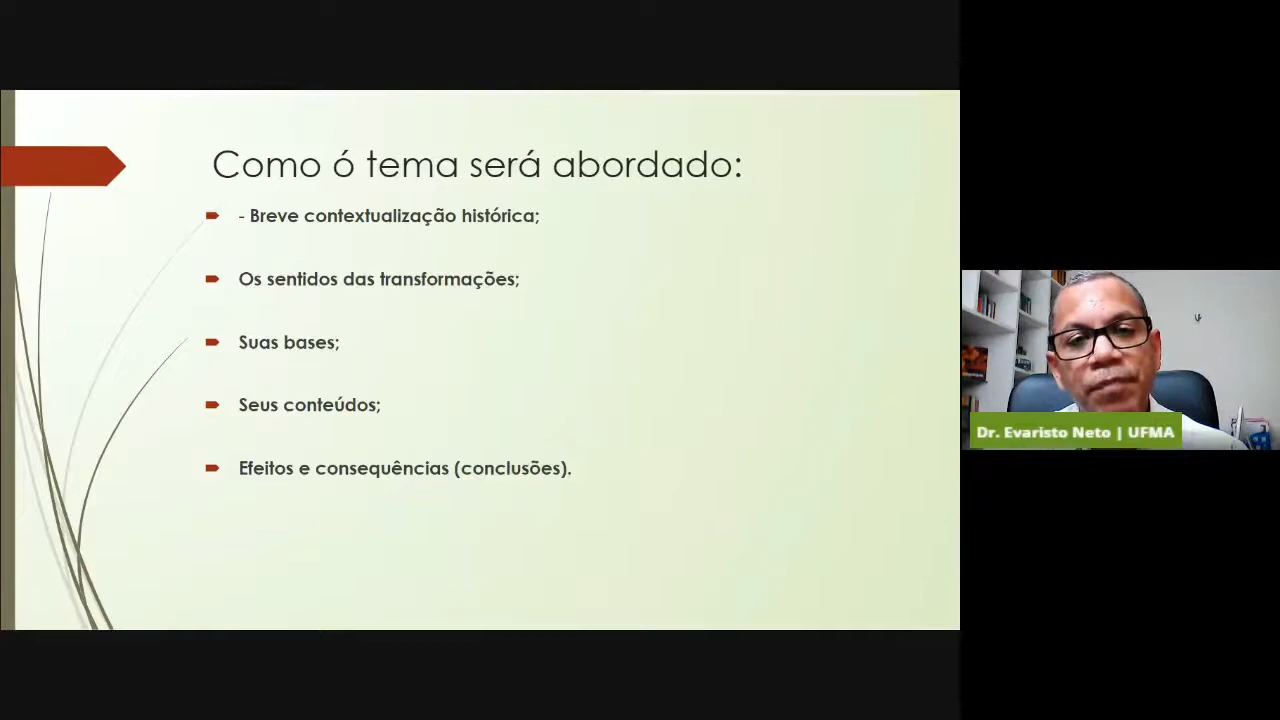 Como ó tema será abordado:
- Breve contextualização histórica;
Os sentidos das transformações;
Suas bases;
Seus conteúdos;
Efeitos e consequências (conclusões).
Dr. Evaristo Neto | UFMA